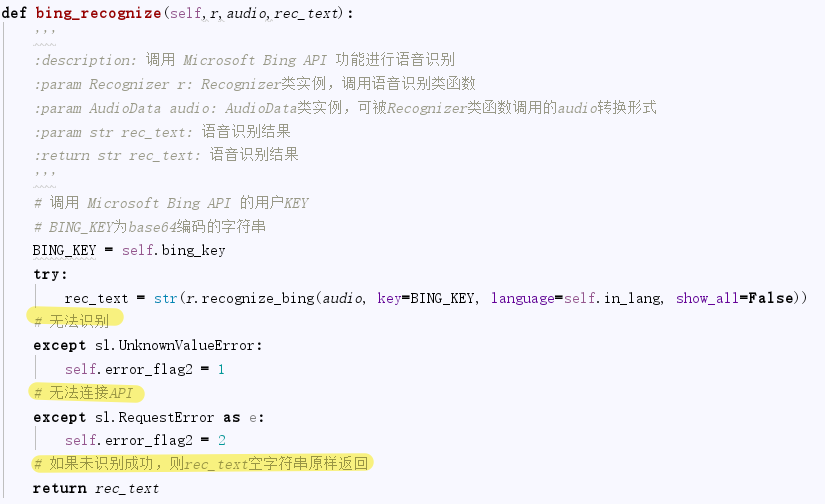 def bing_recognize(self,r,audio,rec_text):
    '''
    :description: 调用 Microsoft Bing API 功能进行语音识别
    :param Recognizer r: Recognizer类实例，调用语音识别类函数
    :param AudioData audio: AudioData类实例，可被Recognizer类函数调用的audio转换形式
    :param str rec_text: 语音识别结果
    :return str rec_text: 语音识别结果
    '''
    # 调用 Microsoft Bing API 的用户KEY
    # BING_KEY为base64编码的字符串
    BING_KEY = self.bing_key
    try:
        rec_text = str(r.recognize_bing(audio, key=BING_KEY, language=self.in_lang, show_all=False))
    # 无法识别
    except sl.UnknownValueError:
        self.error_flag2 = 1
    # 无法连接API
    except sl.RequestError as e:
        self.error_flag2 = 2
    # 如果未识别成功，则rec_text空字符串原样返回
    return rec_text